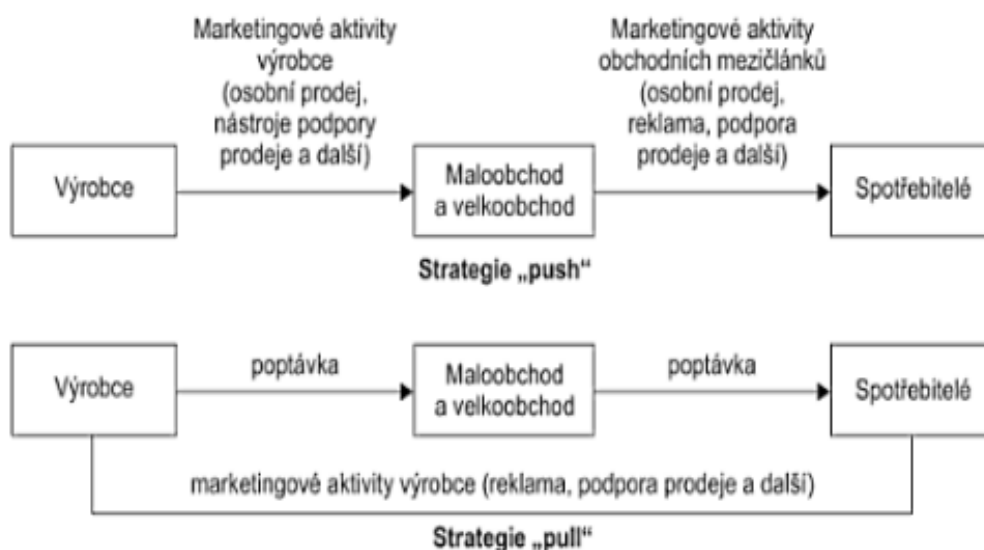 Marketingové aktivity
výrobce
(osobní prodej,
nástroje podpory
prodeje a další)
Marketingové aktivity
obchodních mezičlánků
(osobní prodej,
reklama, podpora
prodeje a další)
Výrobce
Maloobchod
a velkoobchod
Spotřebitelé
Strategie „push“
Výrobce
poptávka
Maloobchod
a velkoobchod
poptávka
Spotřebitelé
marketingové aktivity výrobce (reklama, podpora prodeje a další)
Strategie „pull“